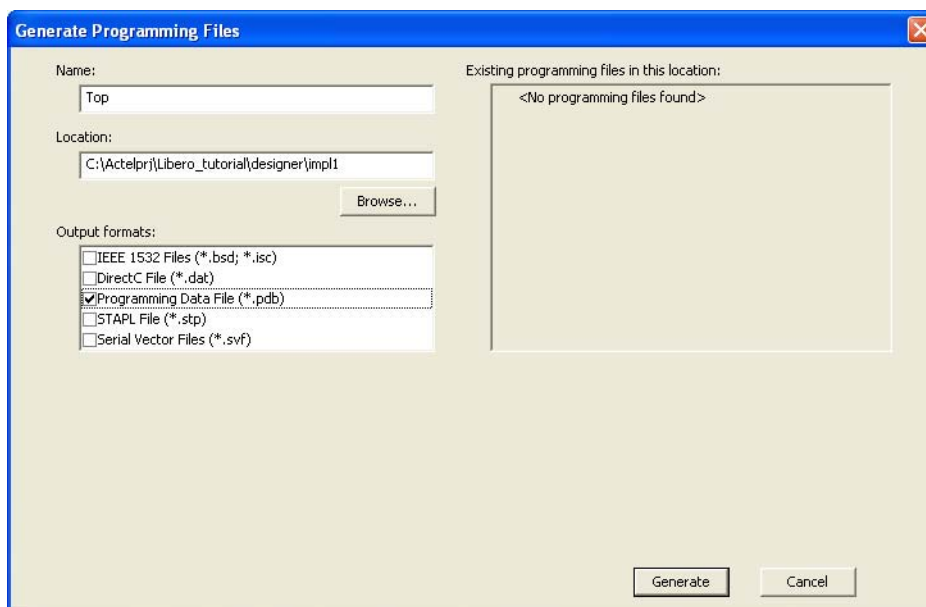 Generate Programming Files
Name:
Top
Location:
C:\Actelprj\Libero_tutorial\designer\impl1
Browse...
Output formats:
IEEE 1532 Files (*.bsd; *.isc)
DirectC File (*.dat)
Programming Data File (*.pdb)
STAPL File (*.stp)
Serial Vector Files (*.svf)
Existing programming files in this location:
<No programming files found>
Generate
Cancel